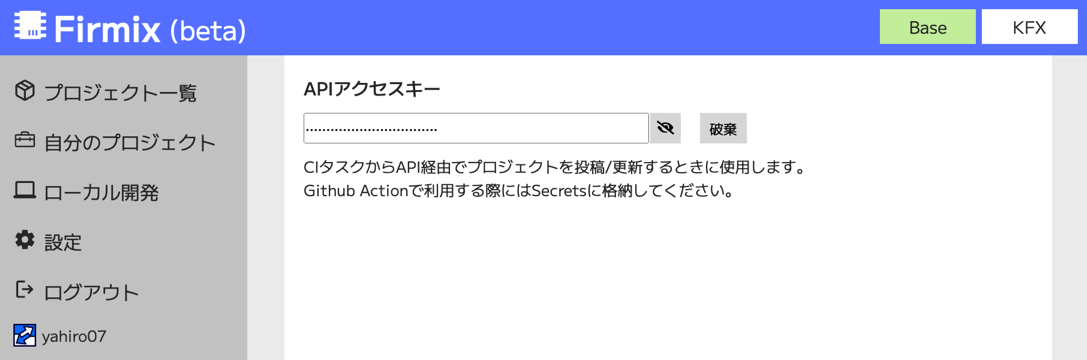 Firmix (beta)
Base
KFX
プロジェクト一覧
自分のプロジェクト
ローカル開発
設定
ログアウト
yahiro07
APIアクセスキー
破棄
CIタスクからAPI経由でプロジェクトを投稿/更新するときに使用します。
Github Actionで利用する際にはSecretsに格納してください。